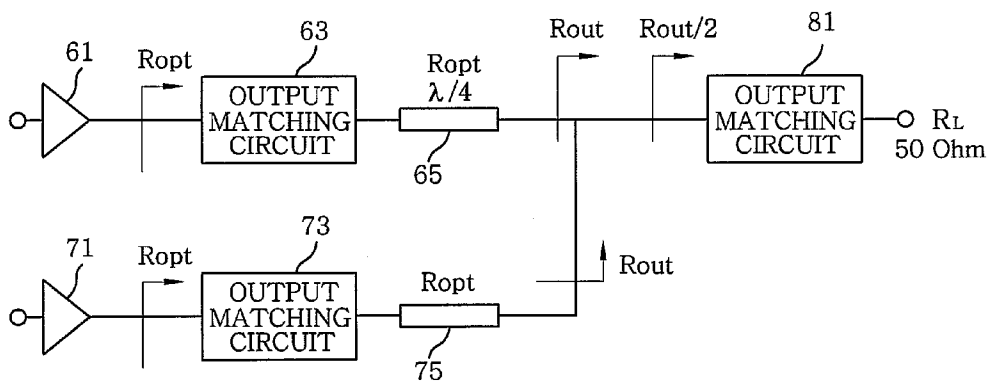 61
Ropt
63
OUTPUT
MATCHING
CIRCUIT
Ropt
λ/4
65
Rout
Rout/2
81
OUTPUT
MATCHING
CIRCUIT
RL
50 Ohm
71
Ropt
73
OUTPUT
MATCHING
CIRCUIT
Ropt
75
Rout